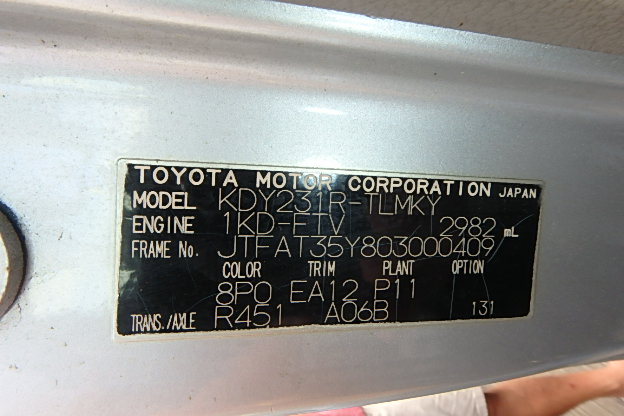 TOYOTA MOTOR CORPORATION JAPAN
MODEL KDY231R-TLMKY
ENGINE 1KD-FTV 2982 mL
FRAME No. JTFAT35Y803000409
COLOR TRIM PLANT OPTION
8P0 EA12 P11
TRANS./AXLE R451 A06B 131